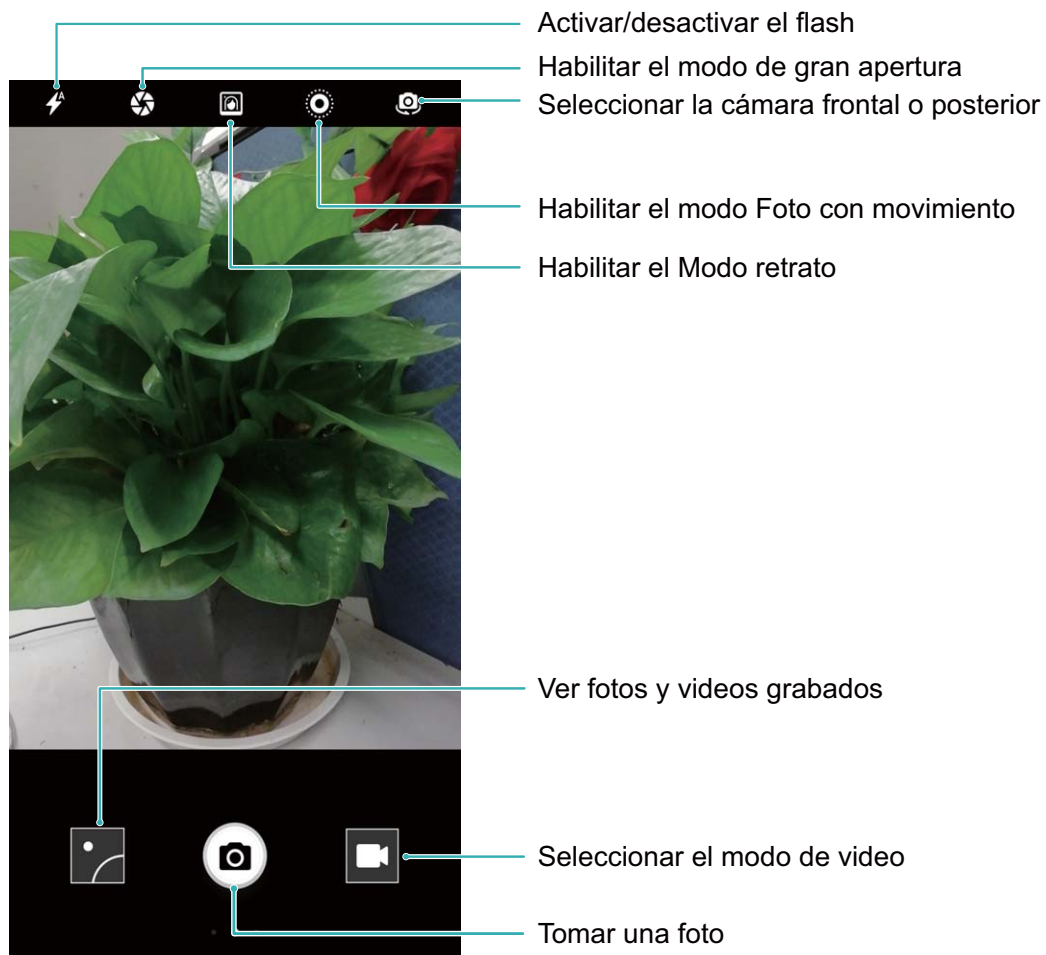 Activar/desactivar el flash
Habilitar el modo de gran apertura
A
Seleccionar la cámara frontal o posterior
Habilitar el modo Foto con movimiento
Habilitar el Modo retrato
Ver fotos y videos grabados
Seleccionar el modo de video
Tomar una foto